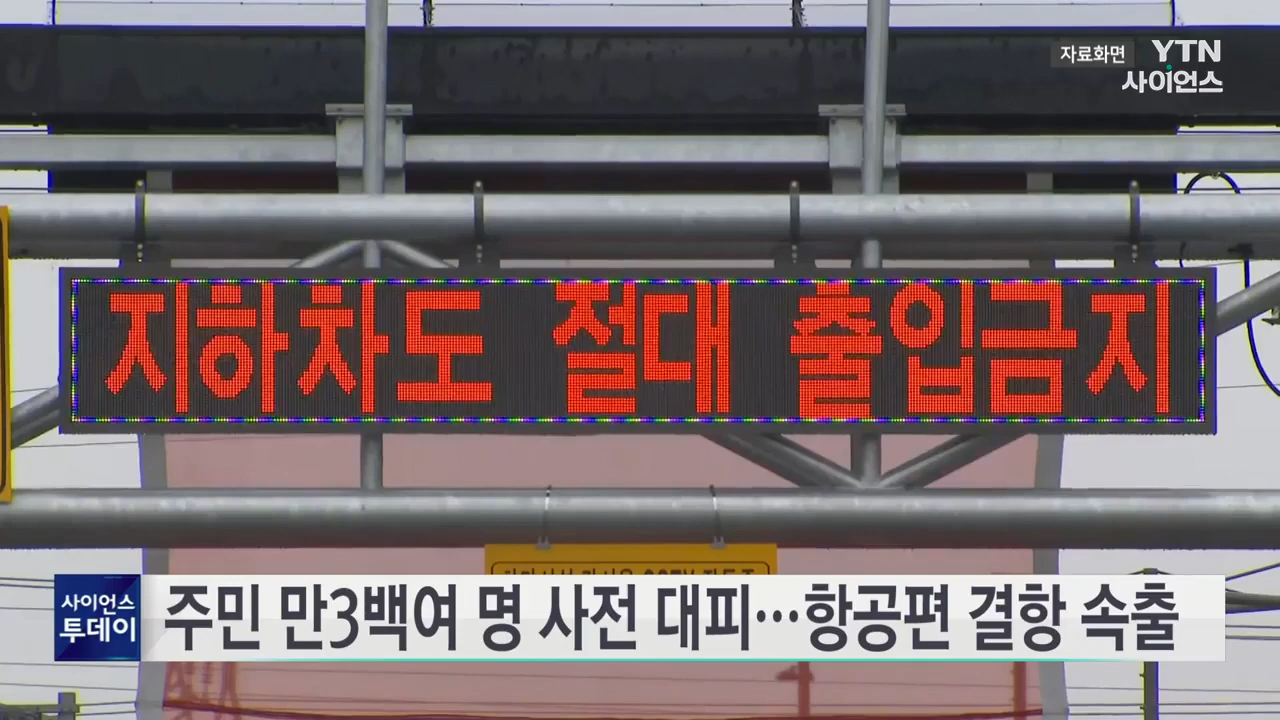 자료화면
YTN
사이언스
지하차도 절대 출입금지
사이언스
투데이
주민 만3백여 명 사전 대피…항공편 결항 속출